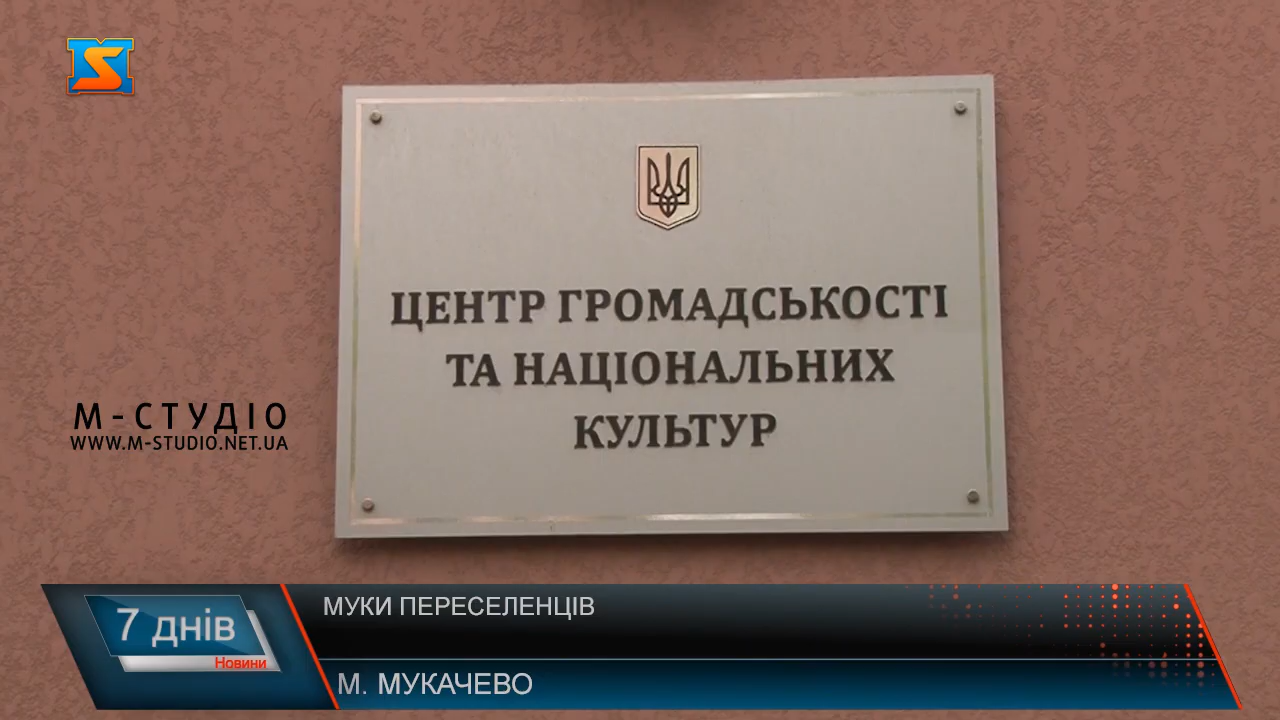 ЦЕНТР ГРОМАДСЬКОСТІ
ТА НАЦІОНАЛЬНИХ
КУЛЬТУР
М-СТУДІО
WWW.M-STUDIO.NET.UA
7 днів
Новини
МУКИ ПЕРЕСЕЛЕНЦІВ
М. МУКАЧЕВО